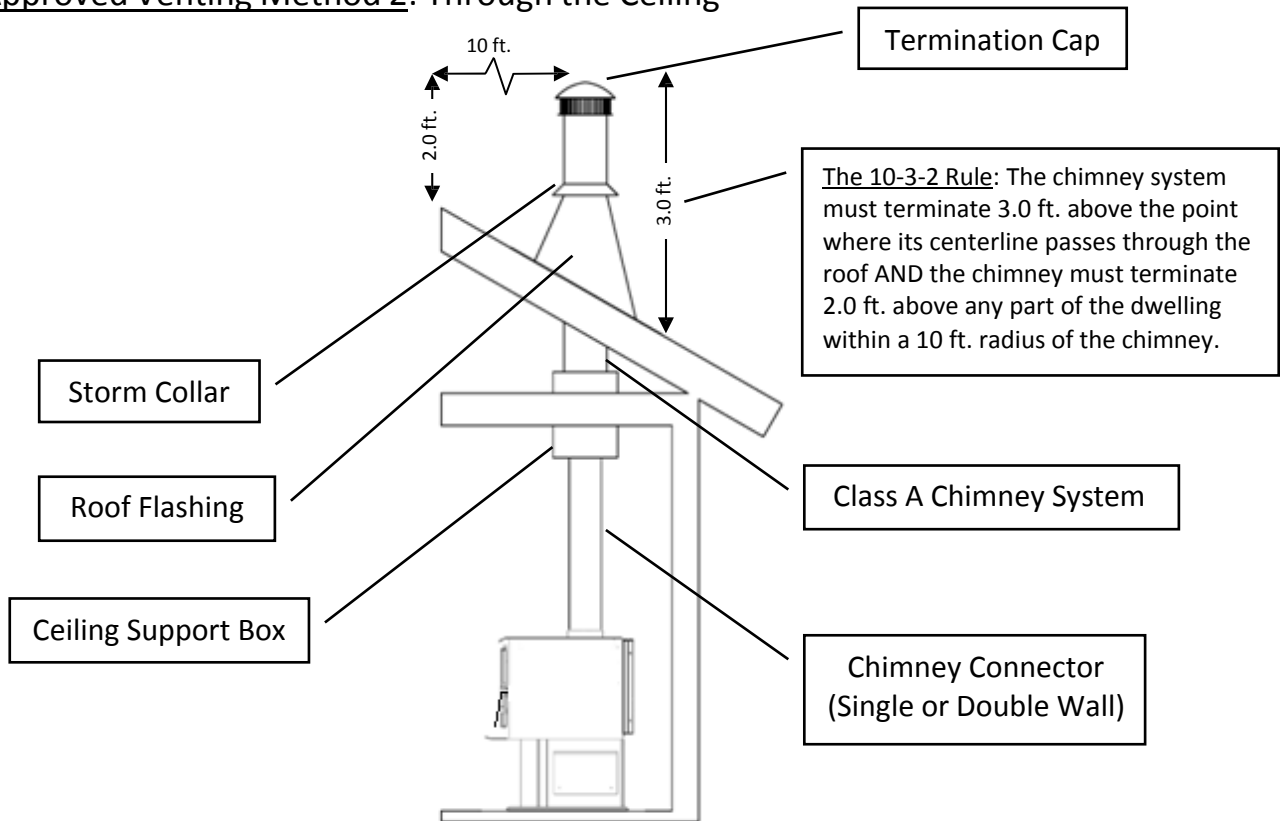 Approved Venting Method 2: Through the Ceiling
10 ft.
Termination Cap
2.0 ft.
3.0 ft.
The 10-3-2 Rule: The chimney system
must terminate 3.0 ft. above the point
where its centerline passes through the
roof AND the chimney must terminate
2.0 ft. above any part of the dwelling
within a 10 ft. radius of the chimney.
Storm Collar
Roof Flashing
Class A Chimney System
Ceiling Support Box
Chimney Connector
(Single or Double Wall)